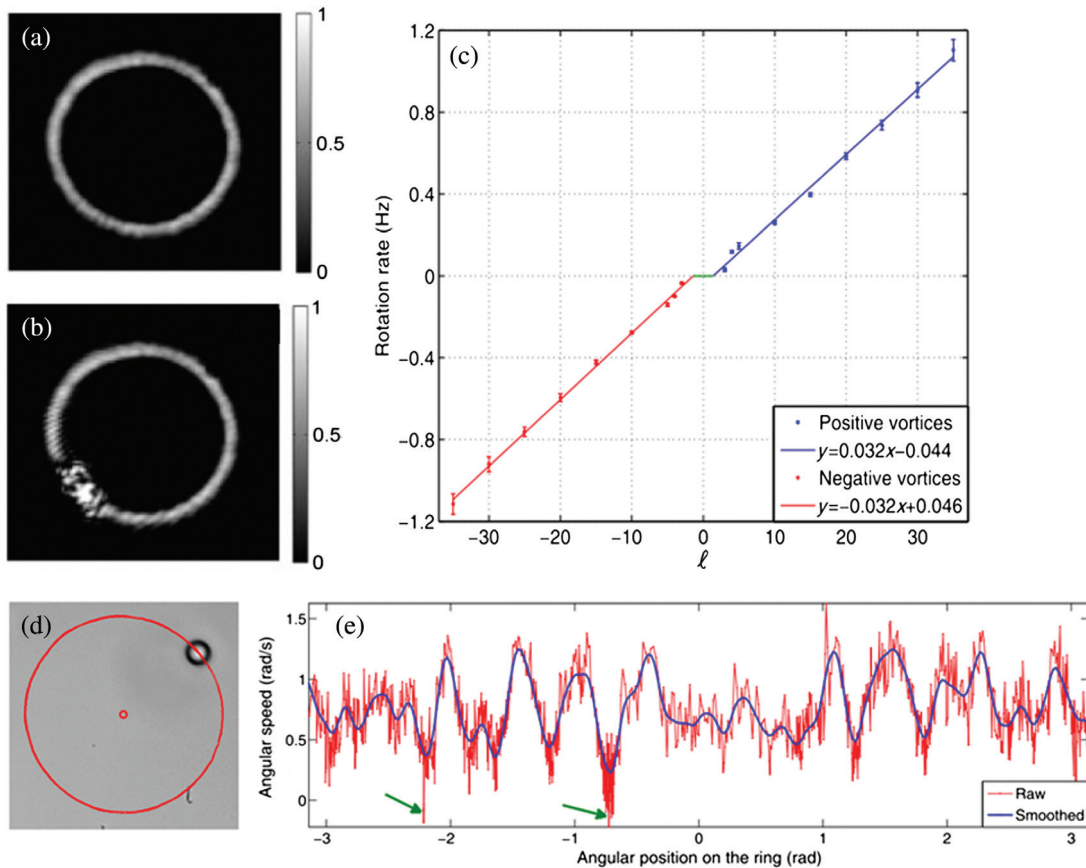 (a)
1
0.5
0
(b)
1
0.5
0
(c)
Rotation rate (Hz)
1.2
0.8
0.4
0
−0.4
−0.8
−1.2
−30 −20 −10 0 10 20 30
ℓ
Positive vortices
y=0.032x−0.044
Negative vortices
y=−0.032x+0.046
(d)
(e)
Angular speed (rad/s)
1.5
1
0.5
0
Raw
Smoothed
−3 −2 −1 0 1 2 3
Angular position on the ring (rad)